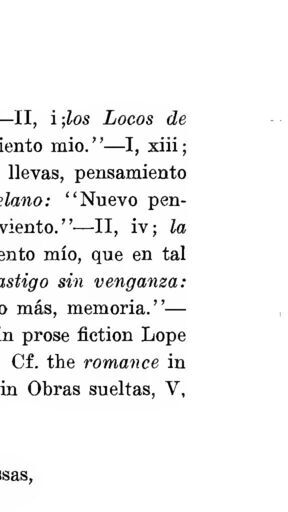 —II, i;los Locos de
iento mio."—I, xiii;
llevas, pensamiento
elano: "Nuevo pen-
viento."—II, iv; la
ento mío, que en tal
astigo sin venganza:
o más, memoria."—
in prose fiction Lope
Cf. the romance in
in Obras sueltas, V,
ssas,